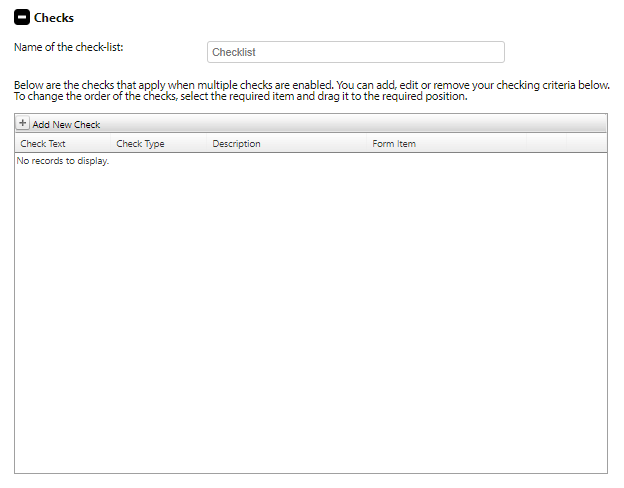 Checks
Name of the check-list:
Checklist
Below are the checks that apply when multiple checks are enabled. You can add, edit or remove your checking criteria below.
To change the order of the checks, select the required item and drag it to the required position.
+ Add New Check
Check Text Check Type Description Form Item
No records to display.